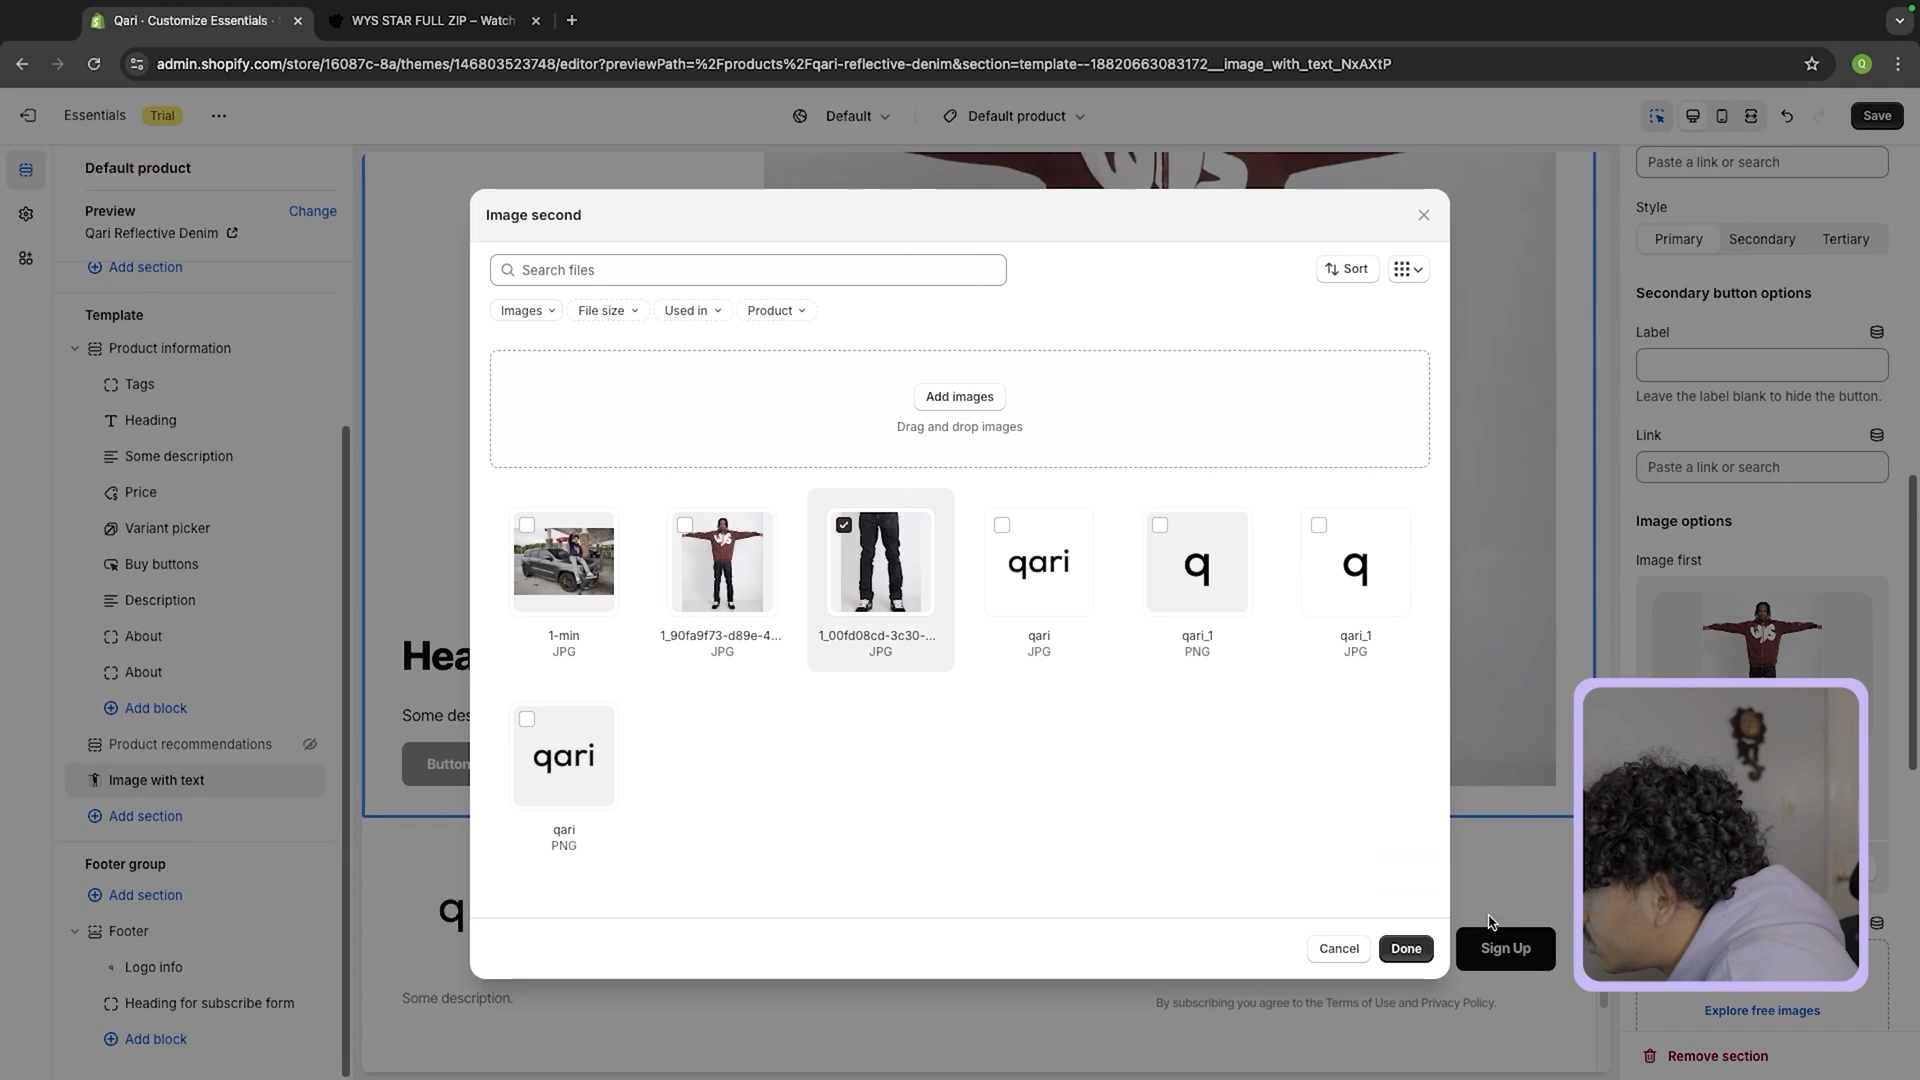 Qari · Customize Essentials ·
WYS STAR FULL ZIP – Watch
admin.shopify.com/store/16087c-8a/themes/146803523748/editor?previewPath=%2Fproducts%2Fqari-reflective-denim&section=template--18820663083172__image_with_text_NxAXtP
Q
Essentials
Trial
Default
Default product
Save
Default product
Preview
Change
Qari Reflective Denim
Add section
Template
Product information
Tags
Heading
Some description
Price
Variant picker
Buy buttons
Description
About
About
Add block
Product recommendations
Image with text
Add section
Footer group
Add section
Footer
Logo info
Heading for subscribe form
Add block
Hea
Some des
Button
q
Some description.
Image second
Search files
Sort
Images
File size
Used in
Product
Add images
Drag and drop images
1-min
JPG
1_90fa9f73-d89e-4...
JPG
1_00fd08cd-3c30-...
JPG
qari
qari
JPG
q
qari_1
PNG
q
qari_1
JPG
qari
qari
PNG
Cancel
Done
Sign Up
By subscribing you agree to the Terms of Use and Privacy Policy.
Paste a link or search
Style
Primary
Secondary
Tertiary
Secondary button options
Label
Leave the label blank to hide the button.
Link
Paste a link or search
Image options
Image first
Explore free images
Remove section